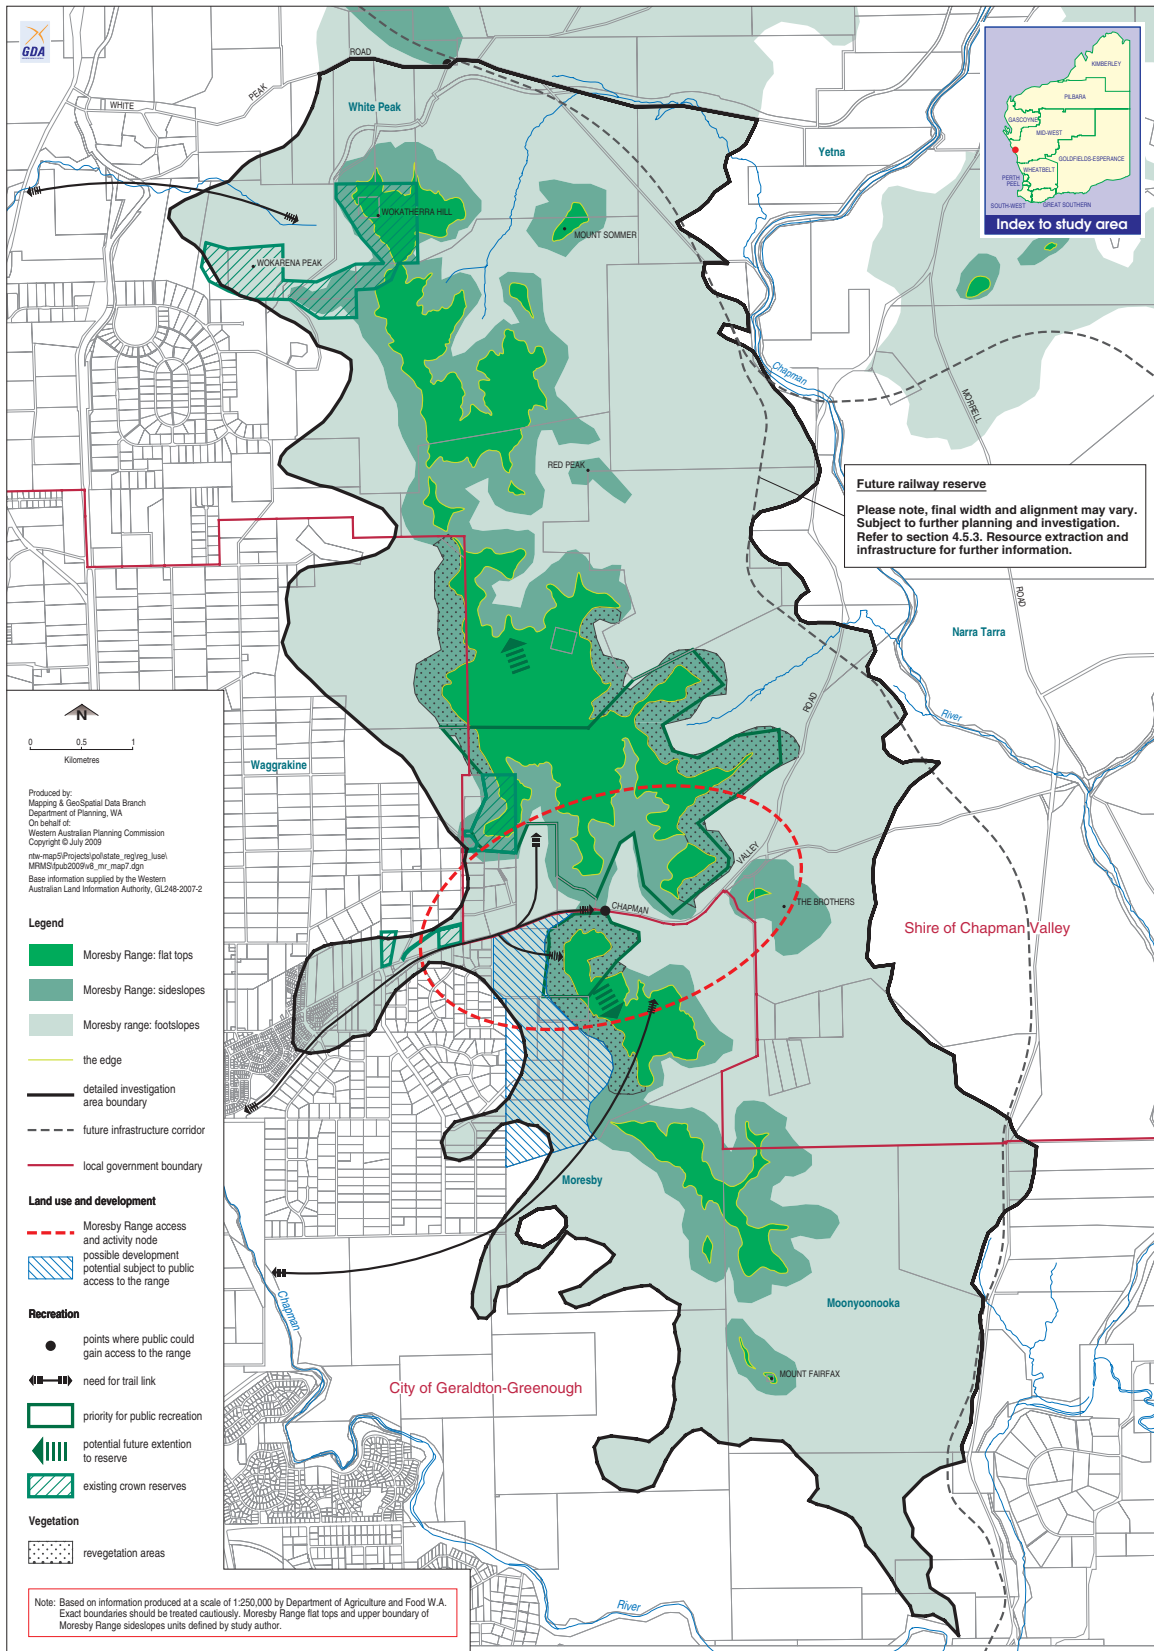 GDA
ROAD
PEAK
WHITE
White Peak
Yetna
KIMBERLEY
PILBARA
GASCOYNE
MID-WEST
GOLDFIELDS-ESPERANCE
WHEATBELT
PERTH
PEEL
SOUTH-WEST
GREAT SOUTHERN
Index to study area
WOKATHERRA HILL
MOUNT SOMMER
WOKARENA PEAK
Chapman
MORRELL
RED PEAK
Future railway reserve
Please note, final width and alignment may vary.
Subject to further planning and investigation.
Refer to section 4.5.3. Resource extraction and
infrastructure for further information.
ROAD
Narra Tarra
ROAD
River
Waggrakine
VALLEY
CHAPMAN
THE BROTHERS
Shire of Chapman Valley
Moresby
Moonyoonooka
Chapman
MOUNT FAIRFAX
City of Geraldton-Greenough
River
N
0 0.5 1
Kilometres
Produced by:
Mapping & GeoSpatial Data Branch
Department of Planning, WA
On behalf of:
Western Australian Planning Commission
Copyright © July 2009
ntw-map5\Projects\pol\state_reg\reg_luse\
MRMS\pub2009\v8_mr_map7.dgn
Base information supplied by the Western
Australian Land Information Authority, GL248-2007-2
Legend
Moresby Range: flat tops
Moresby Range: sideslopes
Moresby range: footslopes
the edge
detailed investigation
area boundary
future infrastructure corridor
local government boundary
Land use and development
Moresby Range access
and activity node
possible development
potential subject to public
access to the range
Recreation
points where public could
gain access to the range
need for trail link
priority for public recreation
potential future extention
to reserve
existing crown reserves
Vegetation
revegetation areas
Note: Based on information produced at a scale of 1:250,000 by Department of Agriculture and Food W.A.
Exact boundaries should be treated cautiously. Moresby Range flat tops and upper boundary of
Moresby Range sideslopes units defined by study author.